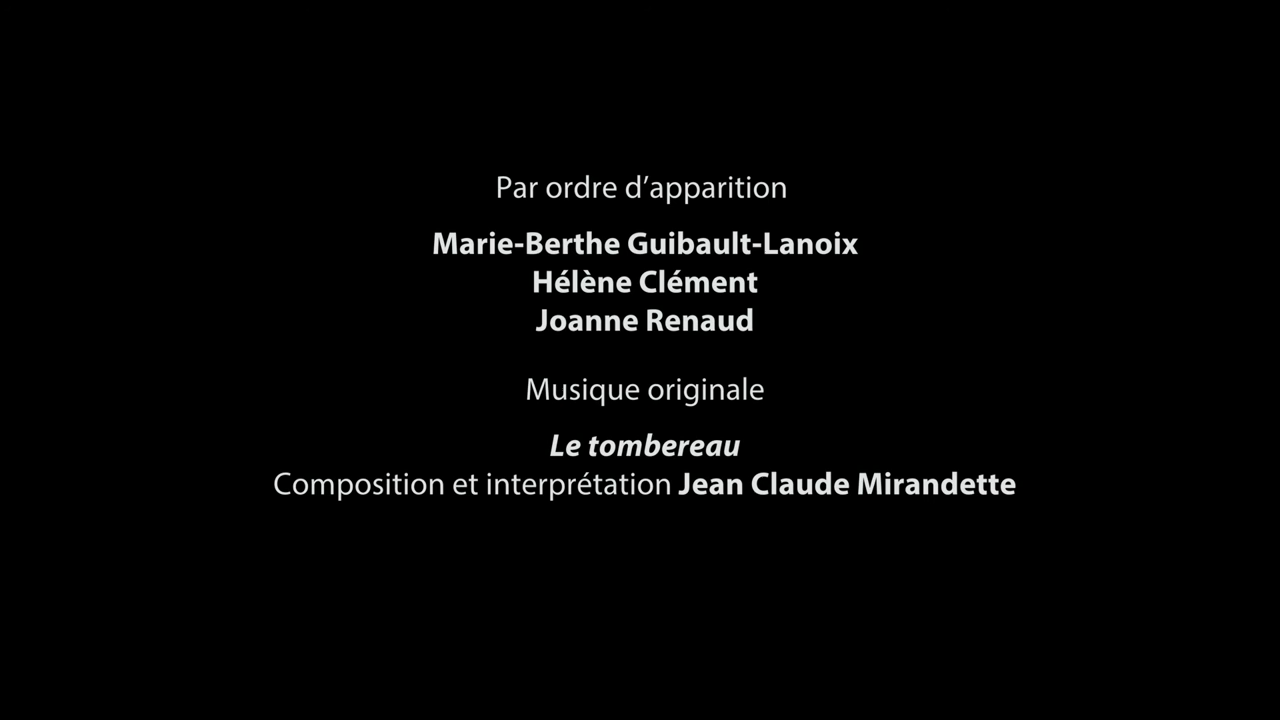 Par ordre d’apparition
Marie-Berthe Guibault-Lanoix
Hélène Clément
Joanne Renaud
Musique originale
Le tombereau
Composition et interprétation Jean Claude Mirandette